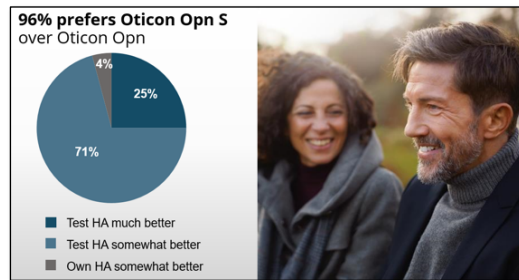 96% prefers Oticon Opn S
over Oticon Opn
4%
25%
71%
Test HA much better
Test HA somewhat better
Own HA somewhat better